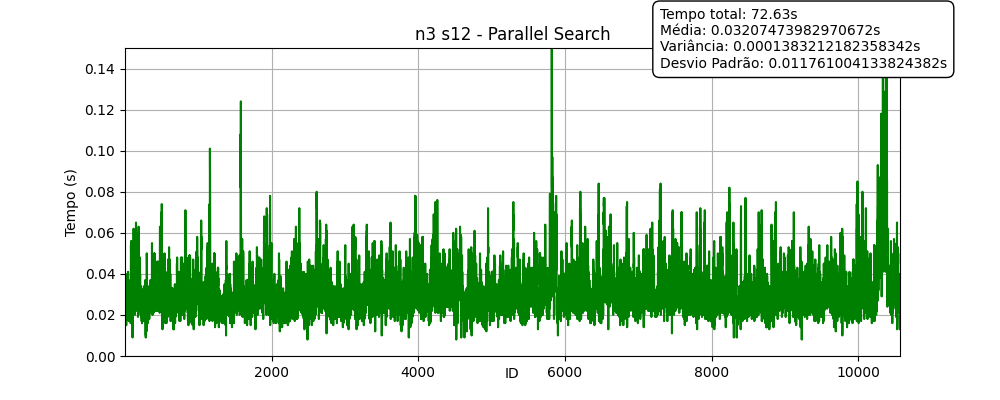 n3 s12 - Parallel Search
Tempo total: 72.63s
Média: 0.03207473982970672s
Variância: 0.0001383212182358342s
Desvio Padrão: 0.011761004133824382s
Tempo (s)
0.14
0.12
0.10
0.08
0.06
0.04
0.02
0.00
2000
4000
6000
8000
10000
ID